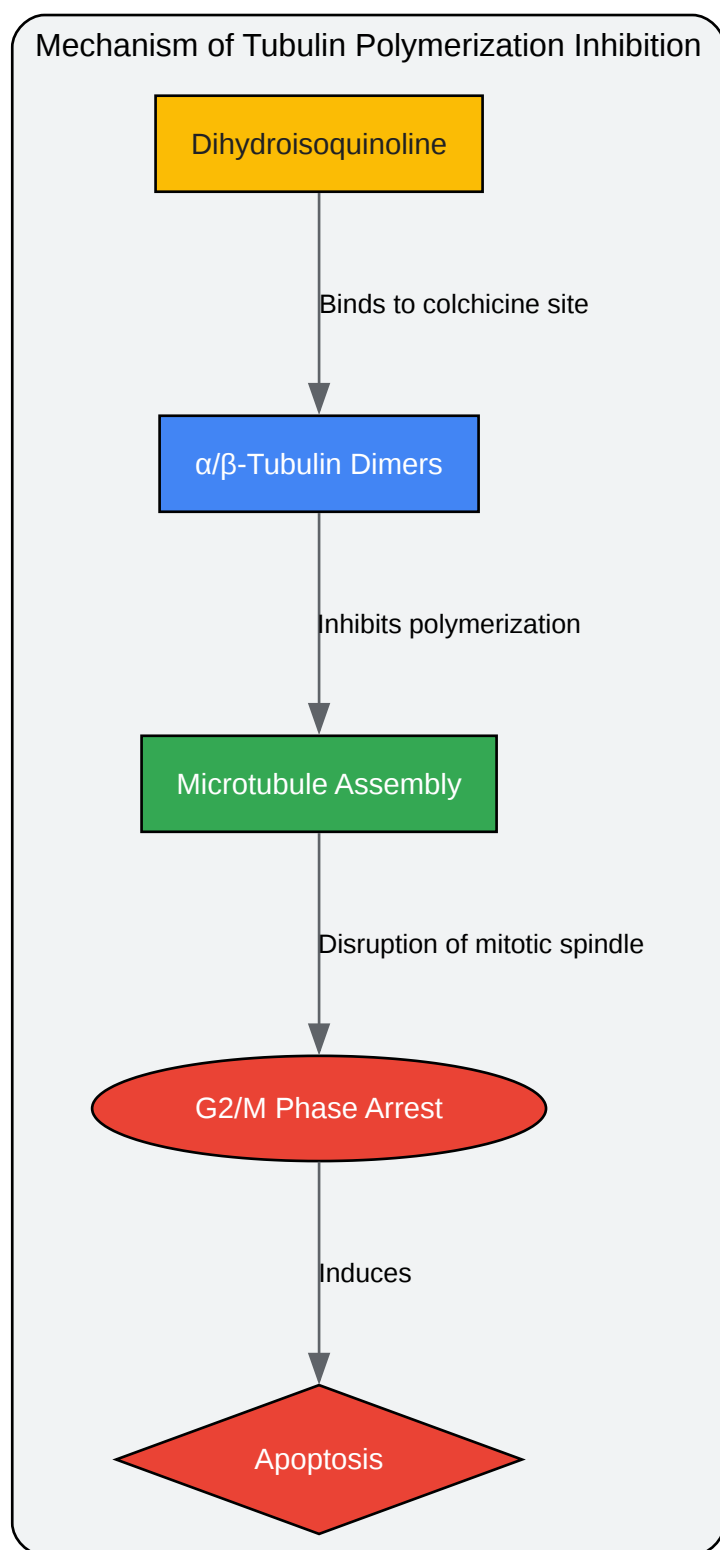 Mechanism of Tubulin Polymerization Inhibition
Dihydroisoquinoline
Binds to colchicine site
α/β-Tubulin Dimers
Inhibits polymerization
Microtubule Assembly
Disruption of mitotic spindle
G2/M Phase Arrest
Induces
Apoptosis